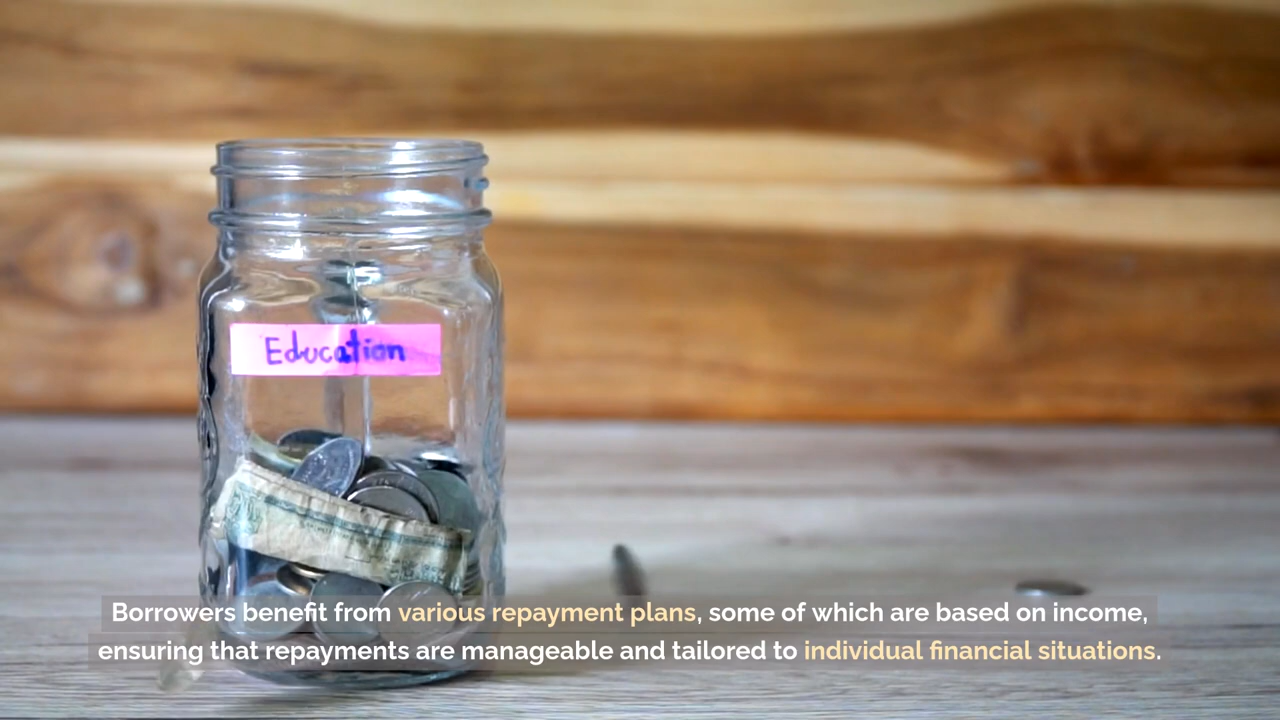 Education
Borrowers benefit from various repayment plans, some of which are based on income,
ensuring that repayments are manageable and tailored to individual financial situations.